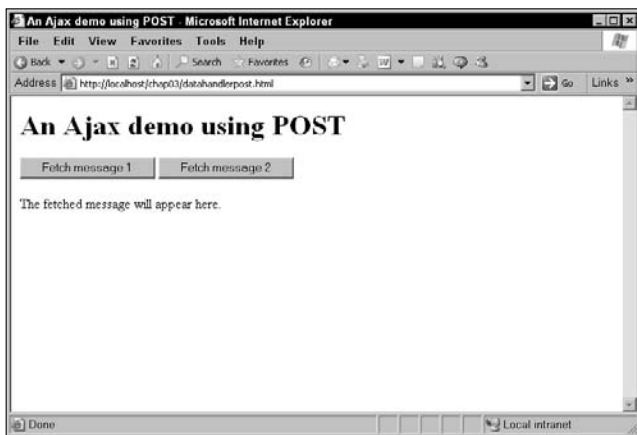 An Ajax demo using POST - Microsoft Internet Explorer
File Edit View Favorites Tools Help
Back Search Favorites
Address http://localhost/chap03/datahandlerpost.html Go Links »
An Ajax demo using POST
Fetch message 1 Fetch message 2
The fetched message will appear here.
Done Local intranet